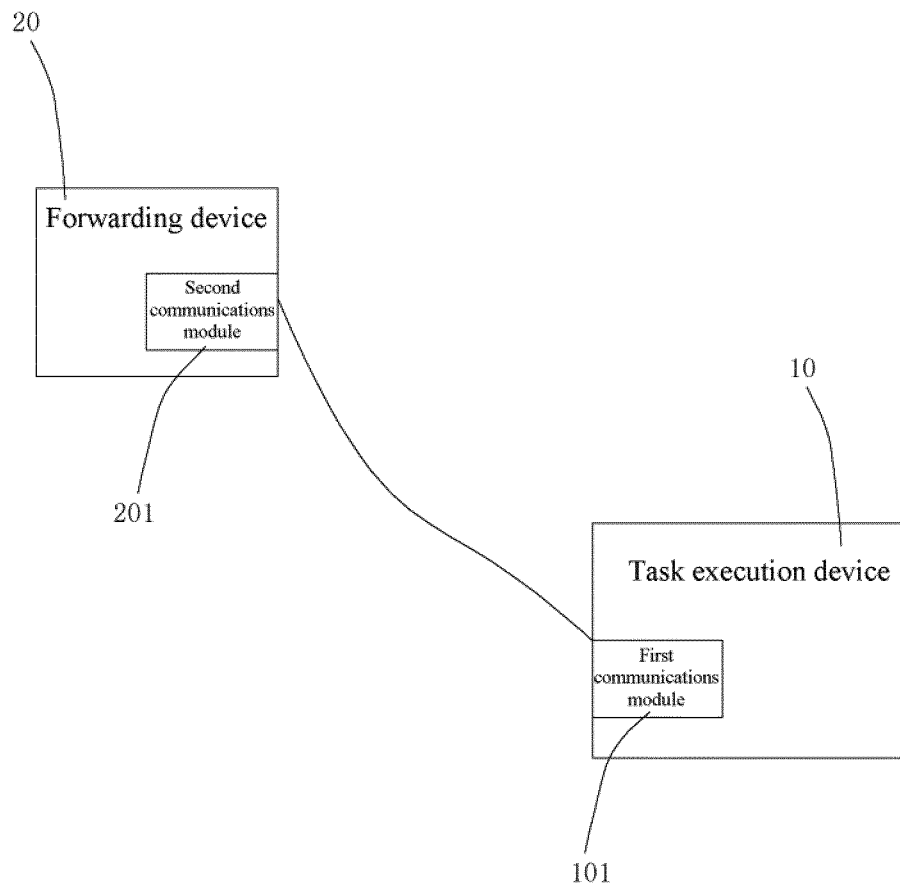 20
Forwarding device
Second
communications
module
10
201
Task execution device
First
communications
module
101